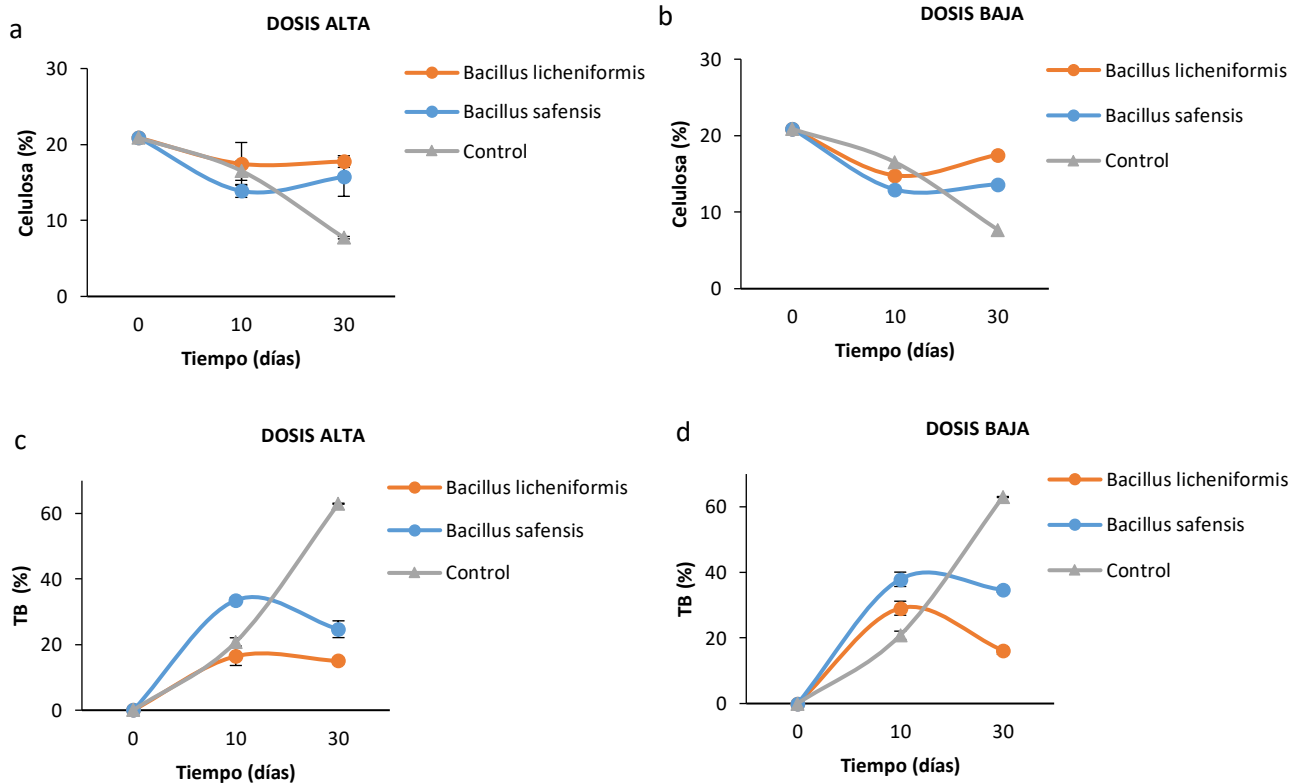 a
DOSIS ALTA
30
20
10
0
Celulosa (%)
0 10 30
Tiempo (días)
Bacillus licheniformis
Bacillus safensis
Control
b
DOSIS BAJA
30
20
10
0
Celulosa (%)
0 10 30
Tiempo (días)
Bacillus licheniformis
Bacillus safensis
Control
c
DOSIS ALTA
60
40
20
0
TB (%)
0 10 30
Tiempo (días)
Bacillus licheniformis
Bacillus safensis
Control
d
DOSIS BAJA
60
40
20
0
TB (%)
0 10 30
Tiempo (días)
Bacillus licheniformis
Bacillus safensis
Control